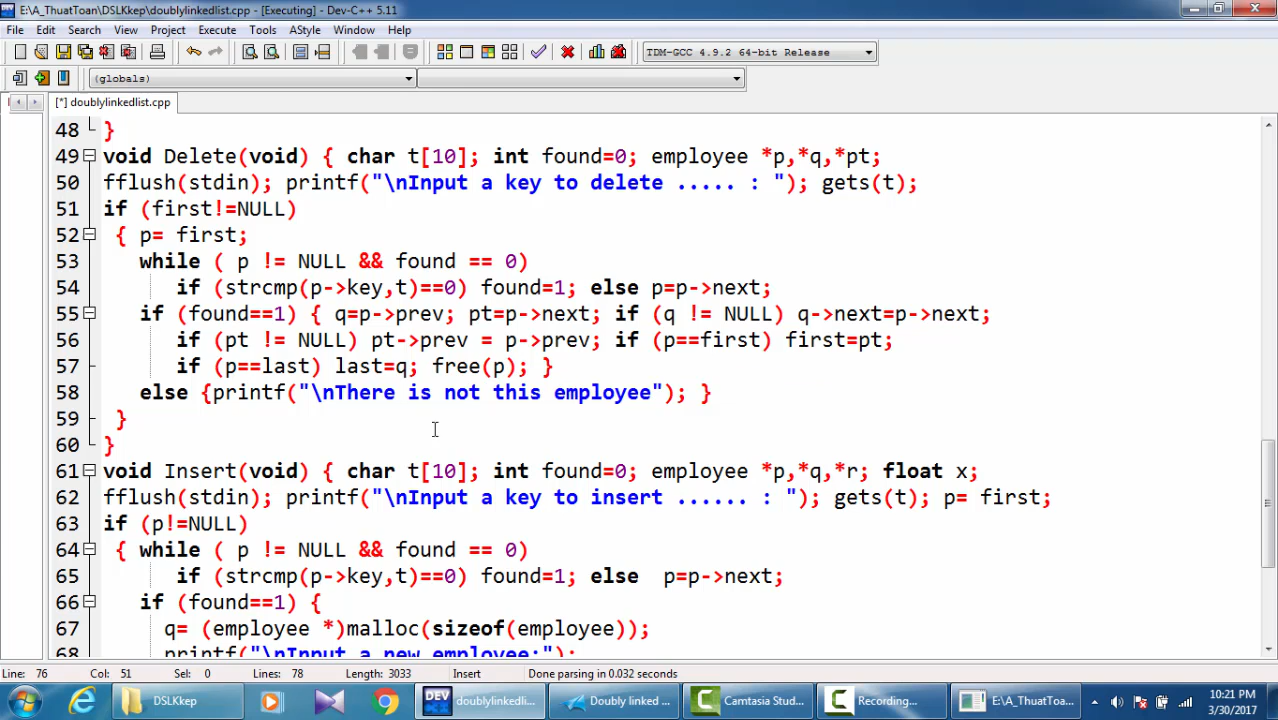 E:\A_ThuatToan\DSLKkep\doublylinkedlist.cpp - [Executing] - Dev-C++ 5.11
File Edit Search View Project Execute Tools AStyle Window Help
TDM-GCC 4.9.2 64-bit Release
(globals)
[*] doublylinkedlist.cpp
48 }
49 void Delete(void) { char t[10]; int found=0; employee *p,*q,*pt;
50 fflush(stdin); printf("\nInput a key to delete ..... : "); gets(t);
51 if (first!=NULL)
52 { p= first;
53 while ( p != NULL && found == 0)
54 if (strcmp(p->key,t)==0) found=1; else p=p->next;
55 if (found==1) { q=p->prev; pt=p->next; if (q != NULL) q->next=p->next;
56 if (pt != NULL) pt->prev = p->prev; if (p==first) first=pt;
57 if (p==last) last=q; free(p); }
58 else {printf("\nThere is not this employee"); }
59 }
60 }
61 void Insert(void) { char t[10]; int found=0; employee *p,*q,*r; float x;
62 fflush(stdin); printf("\nInput a key to insert ...... : "); gets(t); p= first;
63 if (p!=NULL)
64 { while ( p != NULL && found == 0)
65 if (strcmp(p->key,t)==0) found=1; else p=p->next;
66 if (found==1) {
67 q= (employee *)malloc(sizeof(employee));
68 printf("\nInput a new employee:");
Line: 76 Col: 51 Sel: 0 Lines: 78 Length: 3033 Insert Done parsing in 0.032 seconds
DSLKkep DEV doublylinkedl... Doubly linked ... Camtasia Stud... Recording... E:\A_ThuatToa... 10:21 PM
3/30/2017